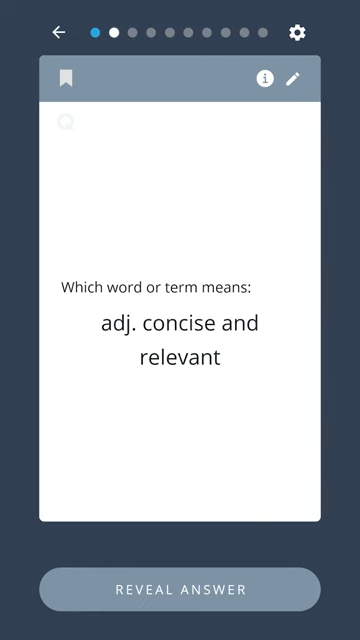 Q
Which word or term means:
adj. concise and
relevant
REVEAL ANSWER